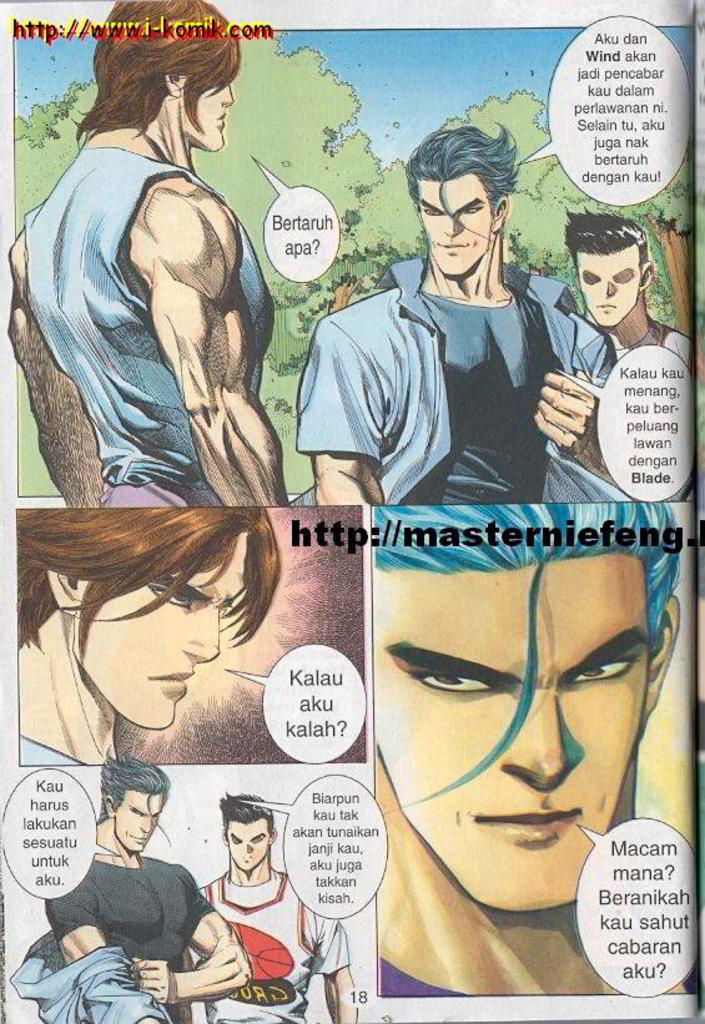 http://www.i-komik.com
Aku dan
Wind akan
jadi pencabar
kau dalam
perlawanan ni.
Selain tu, aku
juga nak
bertaruh
dengan kau!
Bertaruh
apa?
Kalau kau
menang,
kau ber-
peluang
lawan
dengan
Blade.
http://masterniefeng.
Kalau
aku
kalah?
Kau
harus
lakukan
sesuatu
untuk
aku.
Biarpun
kau tak
akan tunaikan
janji kau,
aku juga
takkan
kisah.
Macam
mana?
Beranikah
kau sahut
cabaran
aku?
18